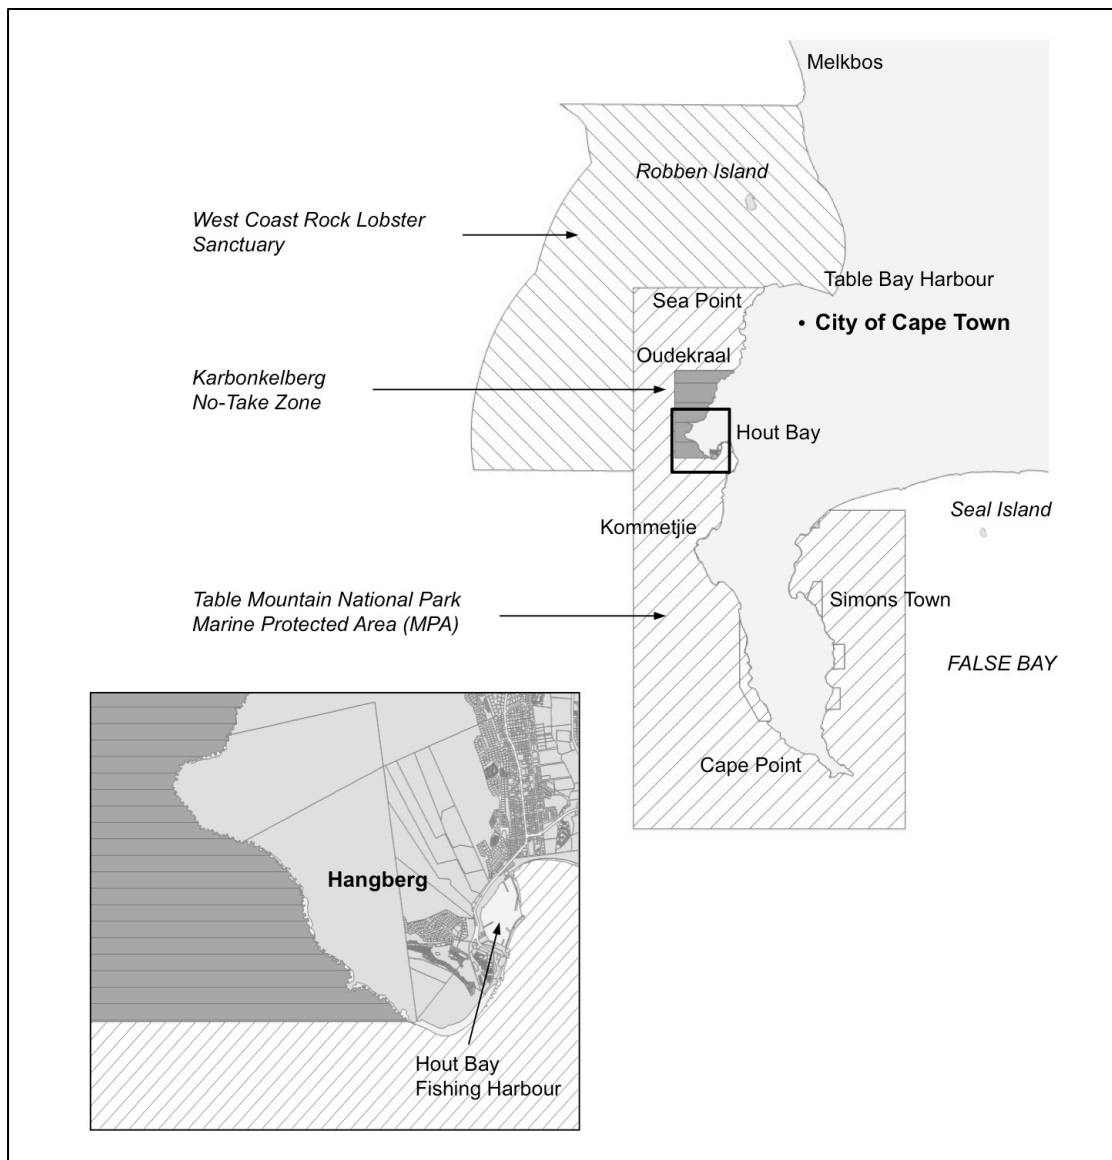 Melkbos
Robben Island
West Coast Rock Lobster
Sanctuary
Table Bay Harbour
Sea Point
• City of Cape Town
Oudekraal
Karbonkelberg
No-Take Zone
Hout Bay
Seal Island
Kommetjie
Table Mountain National Park
Marine Protected Area (MPA)
Simons Town
FALSE BAY
Cape Point
Hangberg
Hout Bay
Fishing Harbour